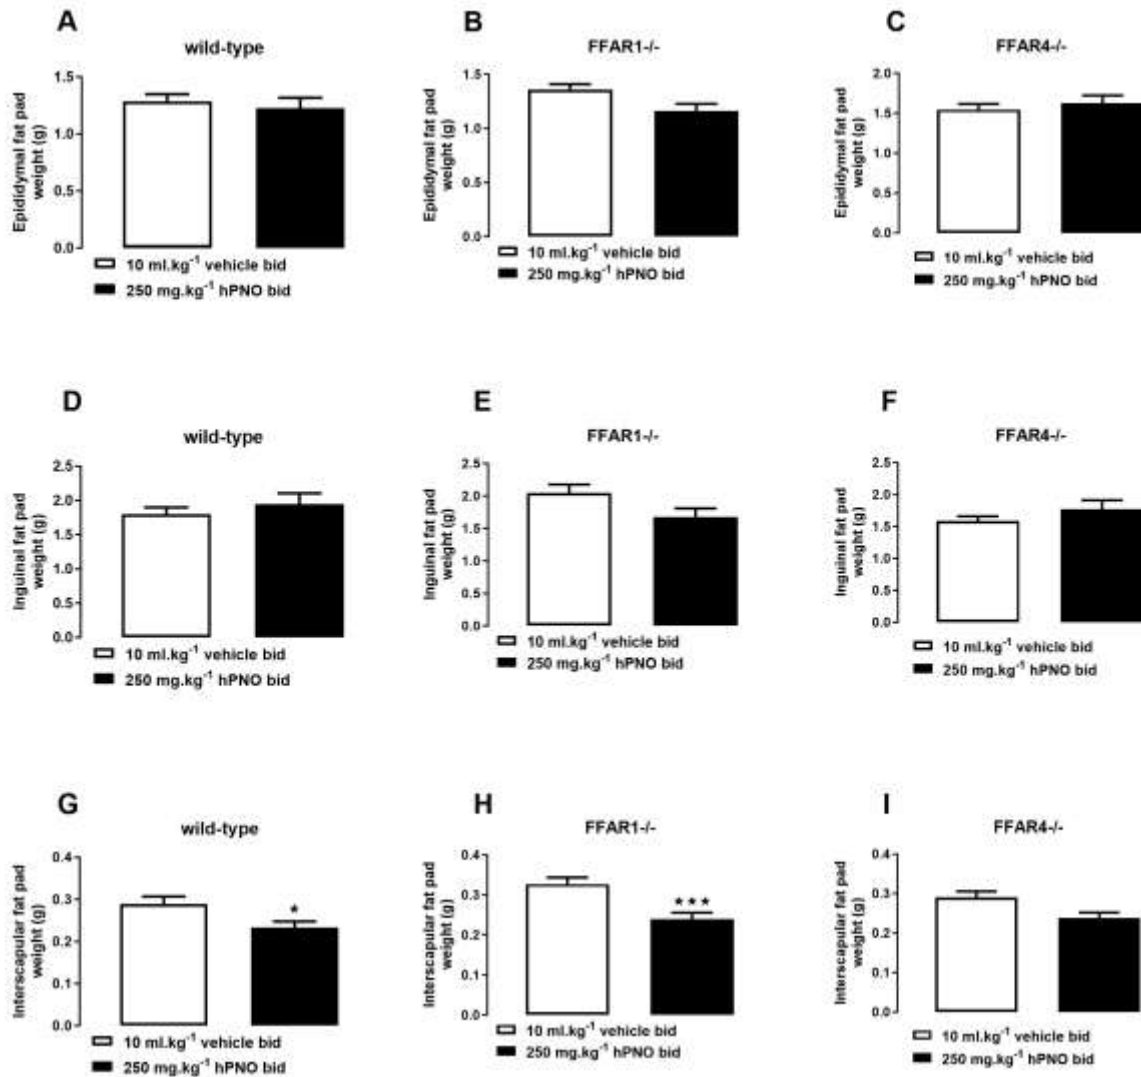 A
wild-type
Epididymal fat pad
weight (g)
1.5
1.0
0.5
0.0
10 ml.kg⁻¹ vehicle bid
250 mg.kg⁻¹ hPNO bid
B
FFAR1-/-
Epididymal fat pad
weight (g)
1.5
1.0
0.5
0.0
10 ml.kg⁻¹ vehicle bid
250 mg.kg⁻¹ hPNO bid
C
FFAR4-/-
Epididymal fat pad
weight (g)
2.0
1.5
1.0
0.5
0.0
10 ml.kg⁻¹ vehicle bid
250 mg.kg⁻¹ hPNO bid
D
wild-type
Inguinal fat pad
weight (g)
2.5
2.0
1.5
1.0
0.5
0.0
10 ml.kg⁻¹ vehicle bid
250 mg.kg⁻¹ hPNO bid
E
FFAR1-/-
Inguinal fat pad
weight (g)
2.5
2.0
1.5
1.0
0.5
0.0
10 ml.kg⁻¹ vehicle bid
250 mg.kg⁻¹ hPNO bid
F
FFAR4-/-
Inguinal fat pad
weight (g)
2.5
2.0
1.5
1.0
0.5
0.0
10 ml.kg⁻¹ vehicle bid
250 mg.kg⁻¹ hPNO bid
G
wild-type
Interscapular fat pad
weight (g)
0.4
0.3
0.2
0.1
0.0
★
10 ml.kg⁻¹ vehicle bid
250 mg.kg⁻¹ hPNO bid
H
FFAR1-/-
Interscapular fat pad
weight (g)
0.4
0.3
0.2
0.1
0.0
★★★
10 ml.kg⁻¹ vehicle bid
250 mg.kg⁻¹ hPNO bid
I
FFAR4-/-
Interscapular fat pad
weight (g)
0.4
0.3
0.2
0.1
0.0
10 ml.kg⁻¹ vehicle bid
250 mg.kg⁻¹ hPNO bid